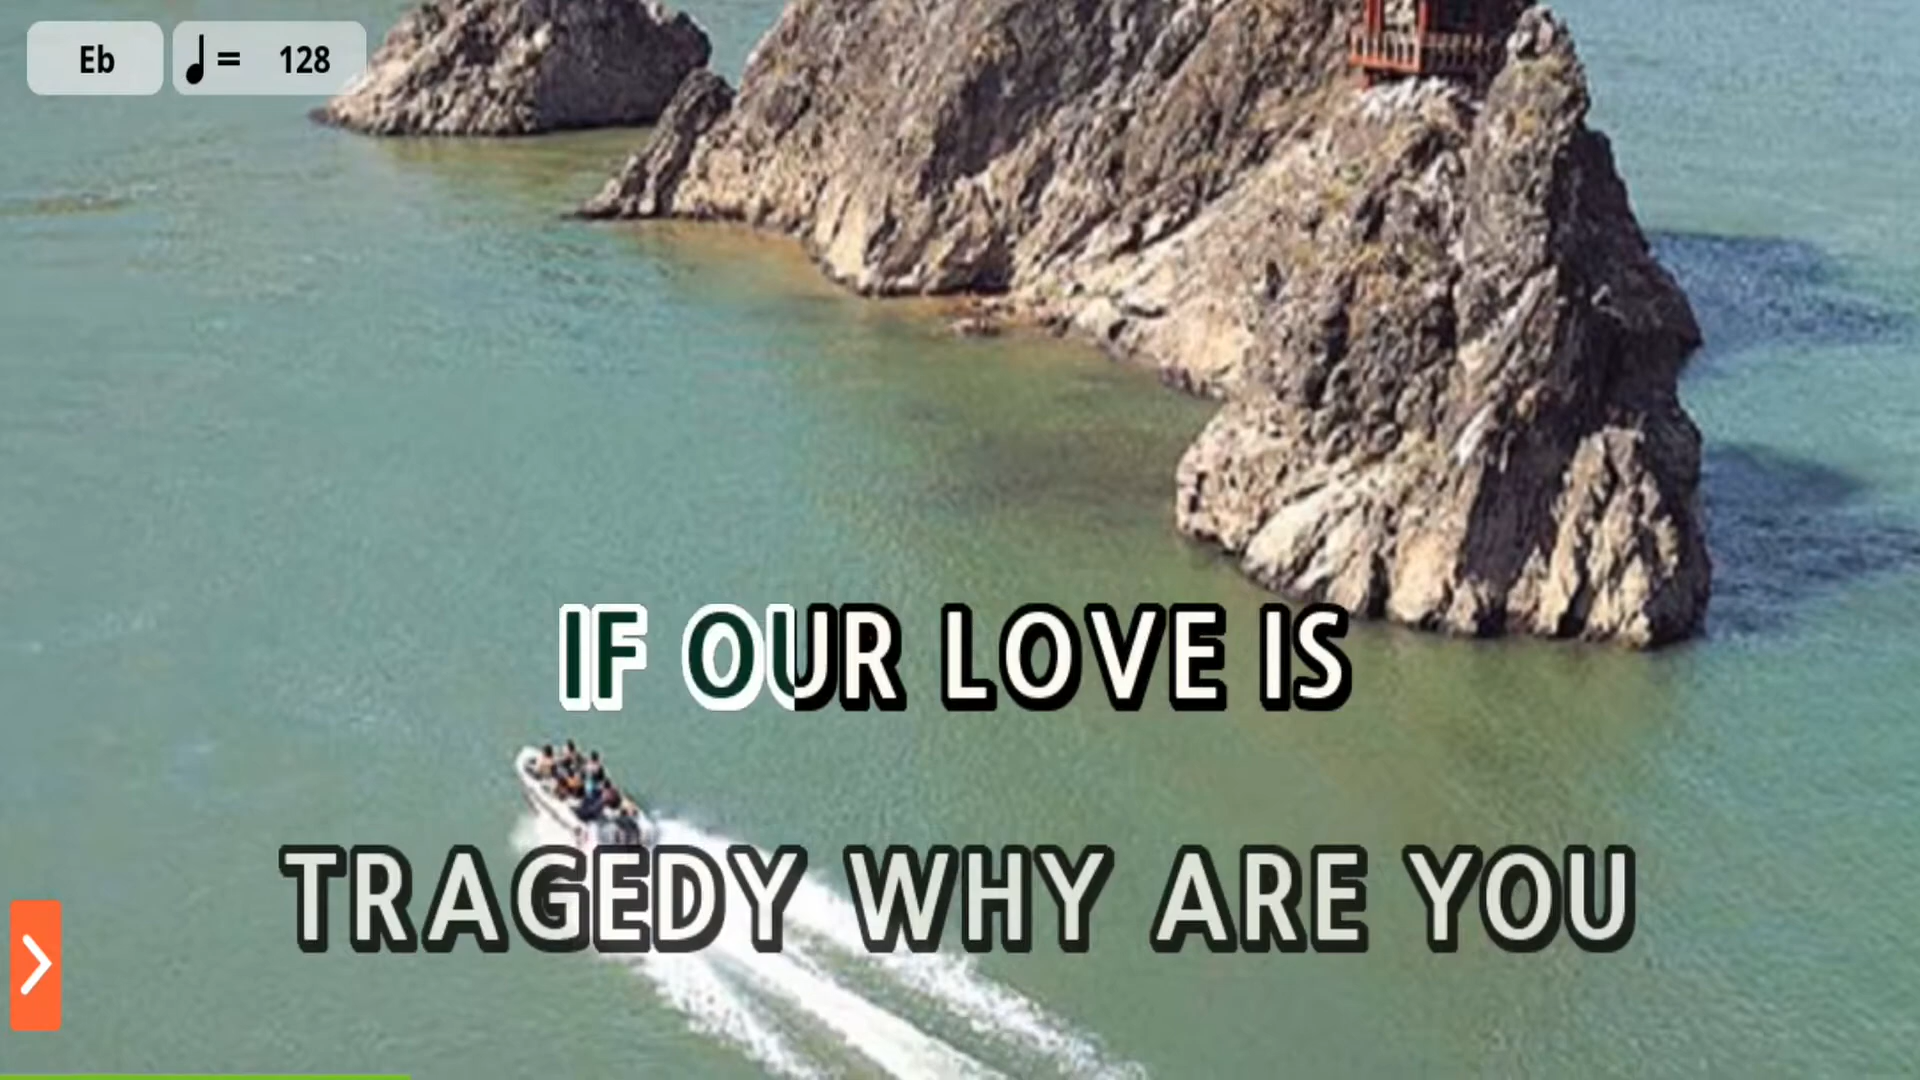 Eb
♩ = 128
IF OUR LOVE IS
TRAGEDY WHY ARE YOU